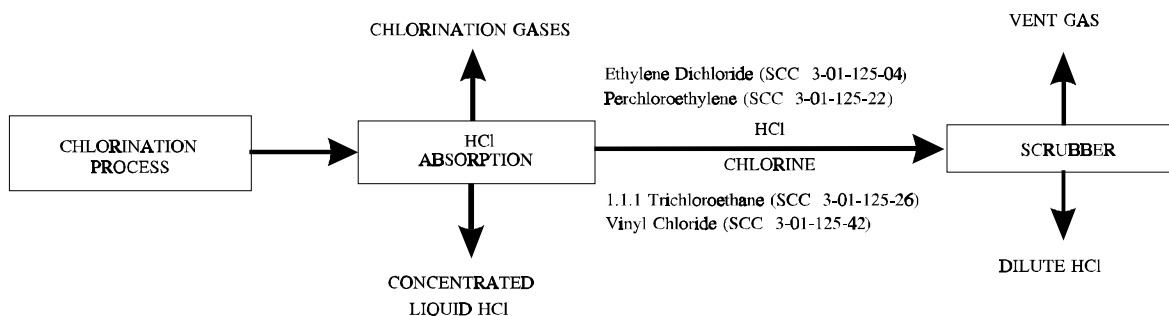 CHLORINATION GASES
VENT GAS
Ethylene Dichloride (SCC 3-01-125-04)
Perchloroethylene (SCC 3-01-125-22)
CHLORINATION
PROCESS
HCl
ABSORPTION
HCl
CHLORINE
SCRUBBER
1.1.1 Trichloroethane (SCC 3-01-125-26)
Vinyl Chloride (SCC 3-01-125-42)
CONCENTRATED
LIQUID HCl
DILUTE HCl